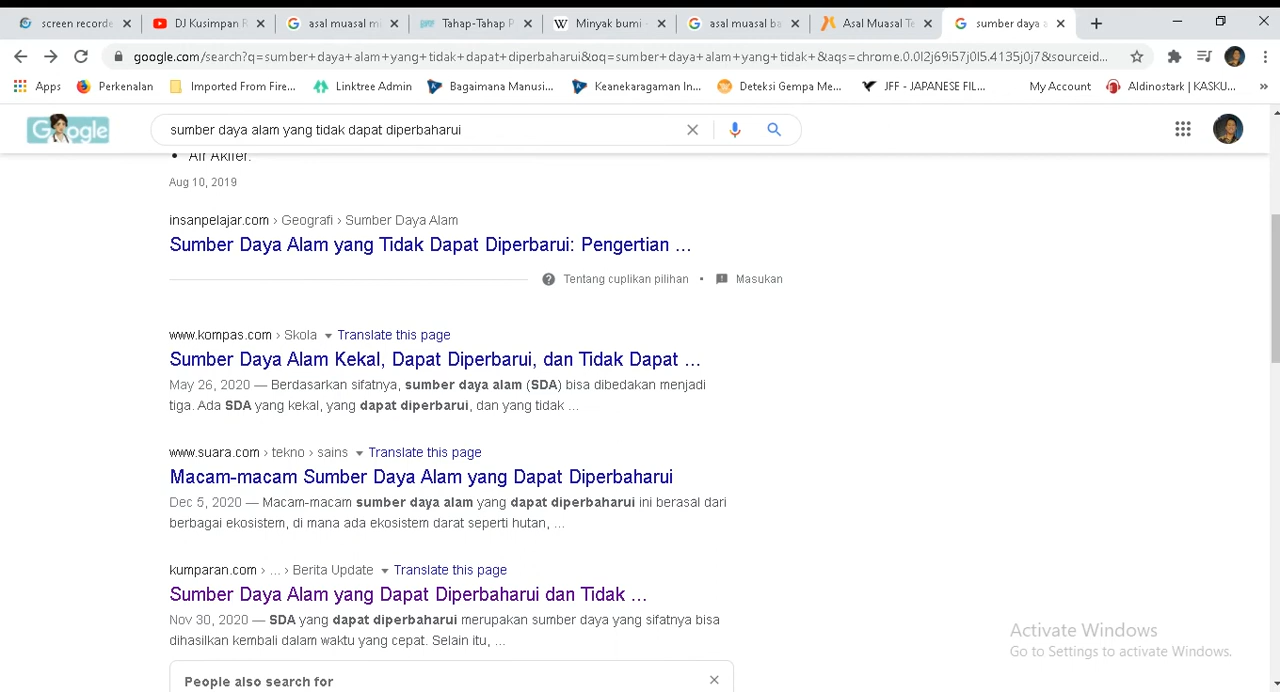 screen recorde
DJ Kusimpan R
asal muasal mi
Tahap-Tahap P
Minyak bumi -
asal muasal ba
Asal Muasal Te
sumber daya a
google.com/search?q=sumber+daya+alam+yang+tidak+dapat+diperbaharui&oq=sumber+daya+alam+yang+tidak+&aqs=chrome.0.0l2j69i57j0l5.4135j0j7&sourceid...
Apps
Perkenalan
Imported From Fire...
Linktree Admin
Bagaimana Manusi...
Keanekaragaman In...
Deteksi Gempa Me...
JFF - JAPANESE FIL...
My Account
Aldinostark | KASKU...
»
Google
sumber daya alam yang tidak dapat diperbaharui
• Air Akifer.
Aug 10, 2019
insanpelajar.com › Geografi › Sumber Daya Alam
Sumber Daya Alam yang Tidak Dapat Diperbarui: Pengertian ...
Tentang cuplikan pilihan • Masukan
www.kompas.com › Skola Translate this page
Sumber Daya Alam Kekal, Dapat Diperbarui, dan Tidak Dapat ...
May 26, 2020 — Berdasarkan sifatnya, sumber daya alam (SDA) bisa dibedakan menjadi
tiga. Ada SDA yang kekal, yang dapat diperbarui, dan yang tidak ...
www.suara.com › tekno › sains Translate this page
Macam-macam Sumber Daya Alam yang Dapat Diperbaharui
Dec 5, 2020 — Macam-macam sumber daya alam yang dapat diperbaharui ini berasal dari
berbagai ekosistem, di mana ada ekosistem darat seperti hutan, ...
kumparan.com › ... › Berita Update Translate this page
Sumber Daya Alam yang Dapat Diperbaharui dan Tidak ...
Nov 30, 2020 — SDA yang dapat diperbaharui merupakan sumber daya yang sifatnya bisa
dihasilkan kembali dalam waktu yang cepat. Selain itu, ...
People also search for
Activate Windows
Go to Settings to activate Windows.